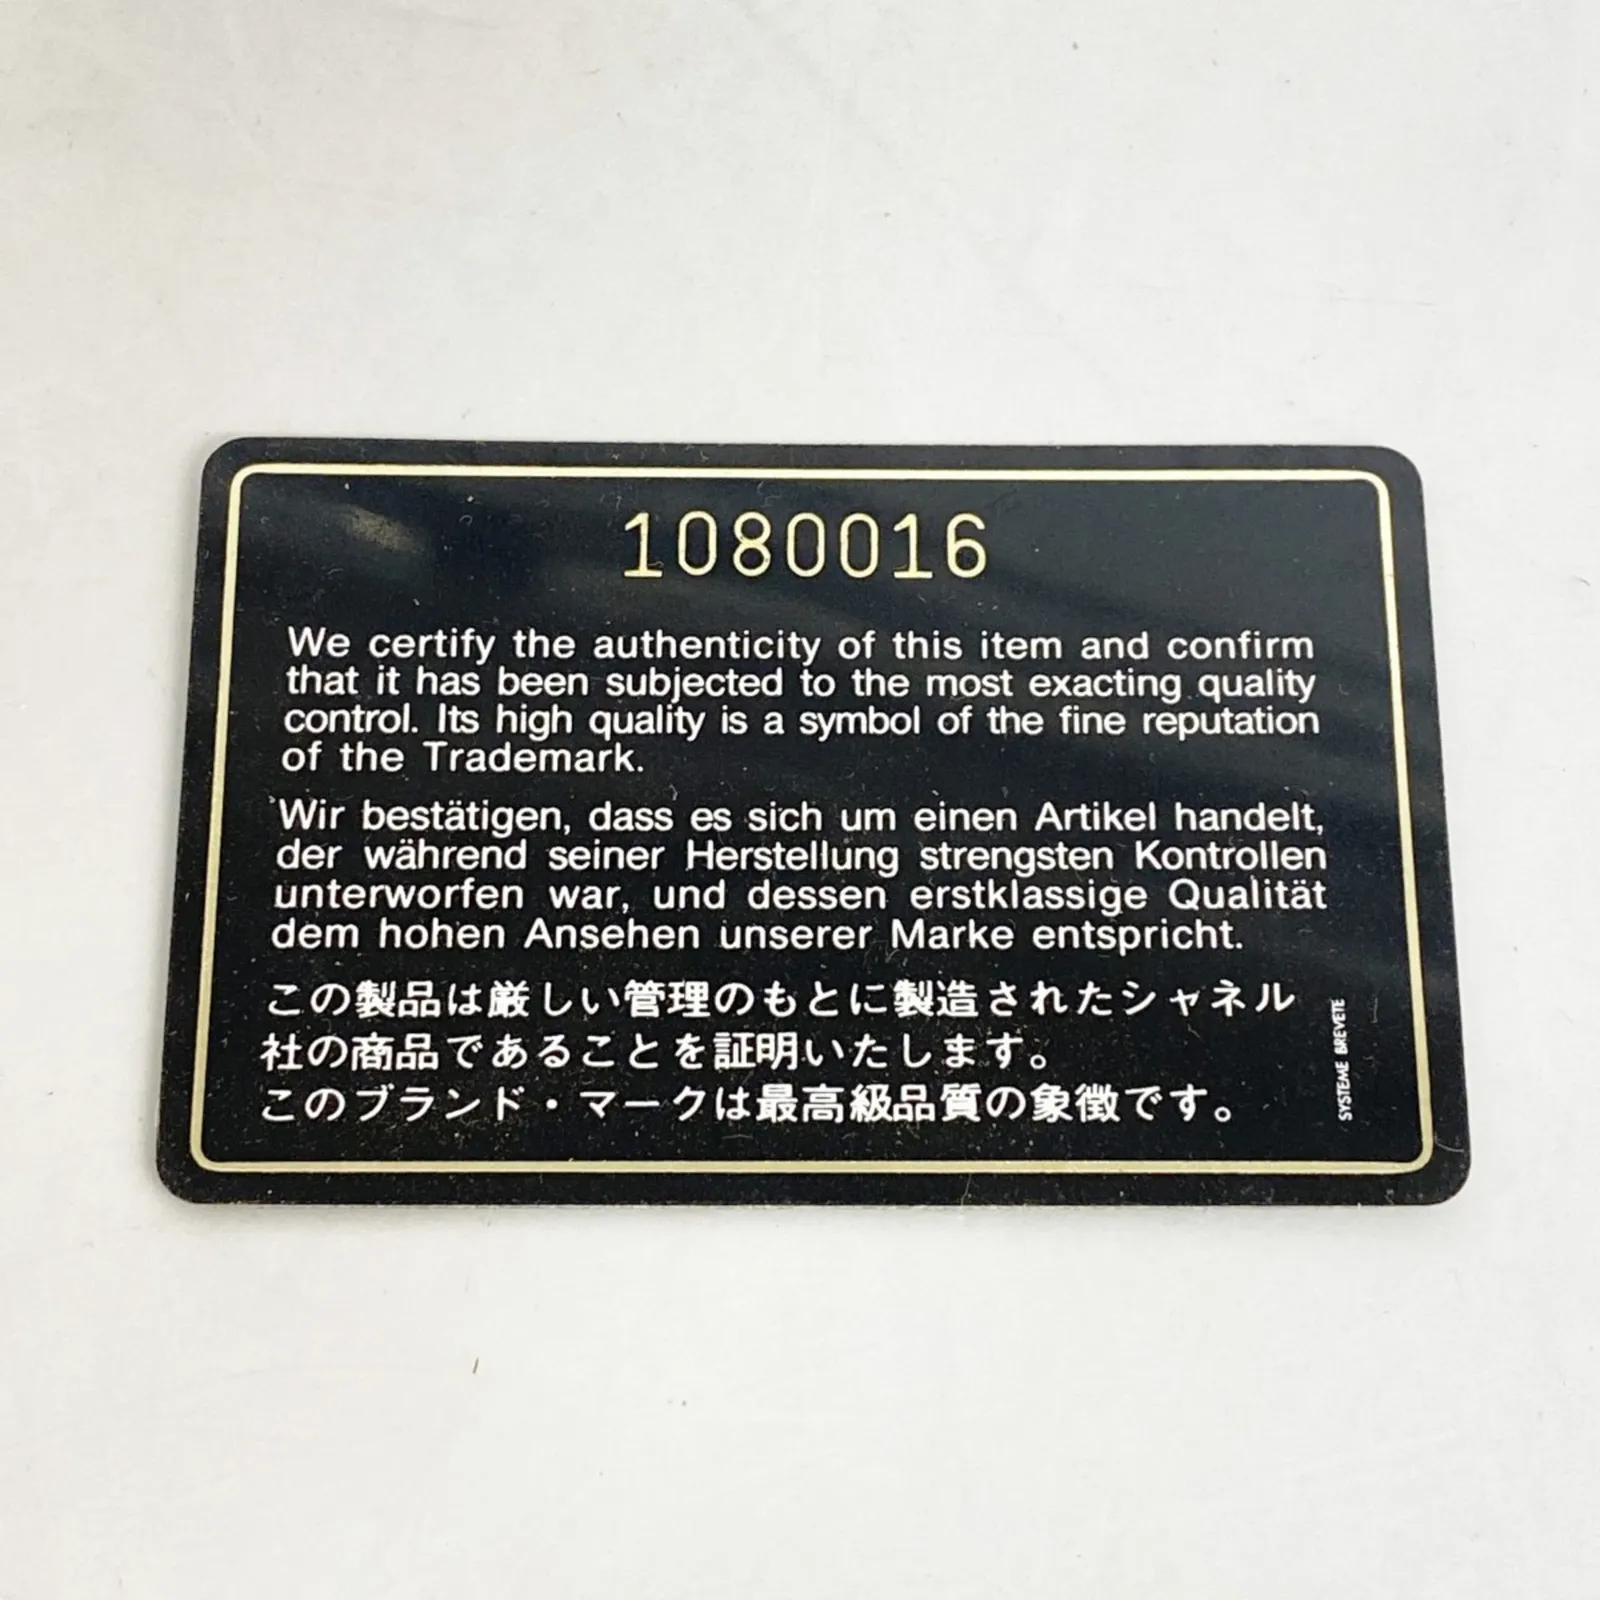 1080016
We certify the authenticity of this item and confirm
that it has been subjected to the most exacting quality
control. Its high quality is a symbol of the fine reputation
of the Trademark.
Wir bestätigen, dass es sich um einen Artikel handelt,
der während seiner Herstellung strengsten Kontrollen
unterworfen war, und dessen erstklassige Qualität
dem hohen Ansehen unserer Marke entspricht.
この製品は厳しい管理のもとに製造されたシャネル
社の商品であることを証明いたします。
このブランド・マークは最高級品質の象徴です。
SYSTEME BREVETE